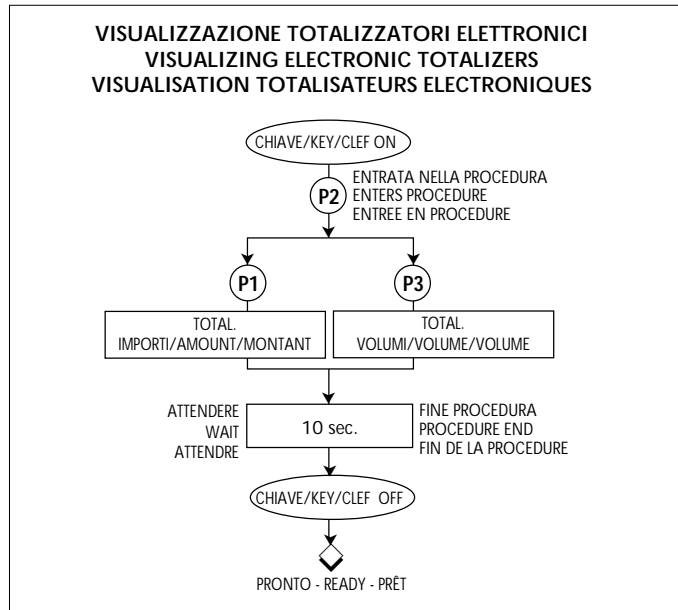 VISUALIZZAZIONE TOTALIZZATORI ELETTRONICI
VISUALIZING ELECTRONIC TOTALIZERS
VISUALISATION TOTALISATEURS ELECTRONIQUES
CHIAVE/KEY/CLEF ON
P2
ENTRATA NELLA PROCEDURA
ENTERS PROCEDURE
ENTREE EN PROCEDURE
P1
P3
TOTAL.
IMPORTI/AMOUNT/MONTANT
TOTAL.
VOLUMI/VOLUME/VOLUME
ATTENDERE
WAIT
ATTENDRE
10 sec.
FINE PROCEDURA
PROCEDURE END
FIN DE LA PROCEDURE
CHIAVE/KEY/CLEF OFF
PRONTO - READY - PRÊT